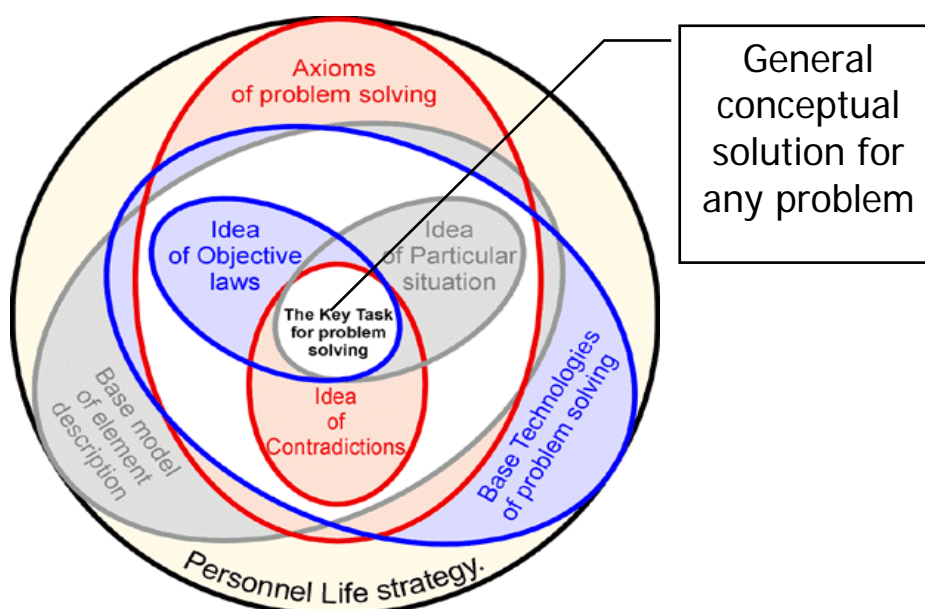 Axioms
of problem solving
Idea
of Objective
laws
Idea
of Particular
situation
The Key Task
for problem
solving
Idea
of
Contradictions
Base model
of element
description
Base Technologies
of problem solving
Personnel Life strategy.
General
conceptual
solution for
any problem